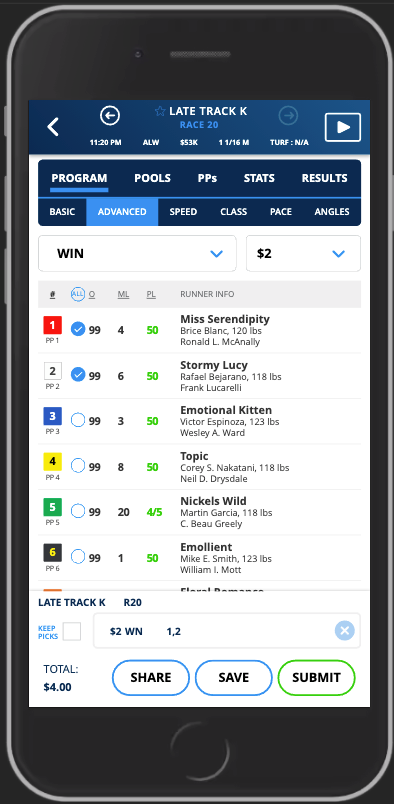 LATE TRACK K
RACE 20
11:20 PM ALW $53K 1 1/16 M TURF : N/A
PROGRAM POOLS PPs STATS RESULTS
BASIC ADVANCED SPEED CLASS PACE ANGLES
WIN $2
# ALL O ML PL RUNNER INFO
1 99 4 50 Miss Serendipity
Brice Blanc, 120 lbs
PP 1 Ronald L. McAnally
2 99 6 50 Stormy Lucy
Rafael Bejarano, 118 lbs
PP 2 Frank Lucarelli
3 99 3 50 Emotional Kitten
Victor Espinoza, 123 lbs
PP 3 Wesley A. Ward
4 99 8 50 Topic
Corey S. Nakatani, 118 lbs
PP 4 Neil D. Drysdale
5 99 20 4/5 Nickels Wild
Martin Garcia, 118 lbs
PP 5 C. Beau Greely
6 99 1 50 Emollient
Mike E. Smith, 123 lbs
PP 6 William I. Mott
Floral Romance
LATE TRACK K R20
KEEP PICKS $2 WN 1,2
TOTAL:
$4.00 SHARE SAVE SUBMIT